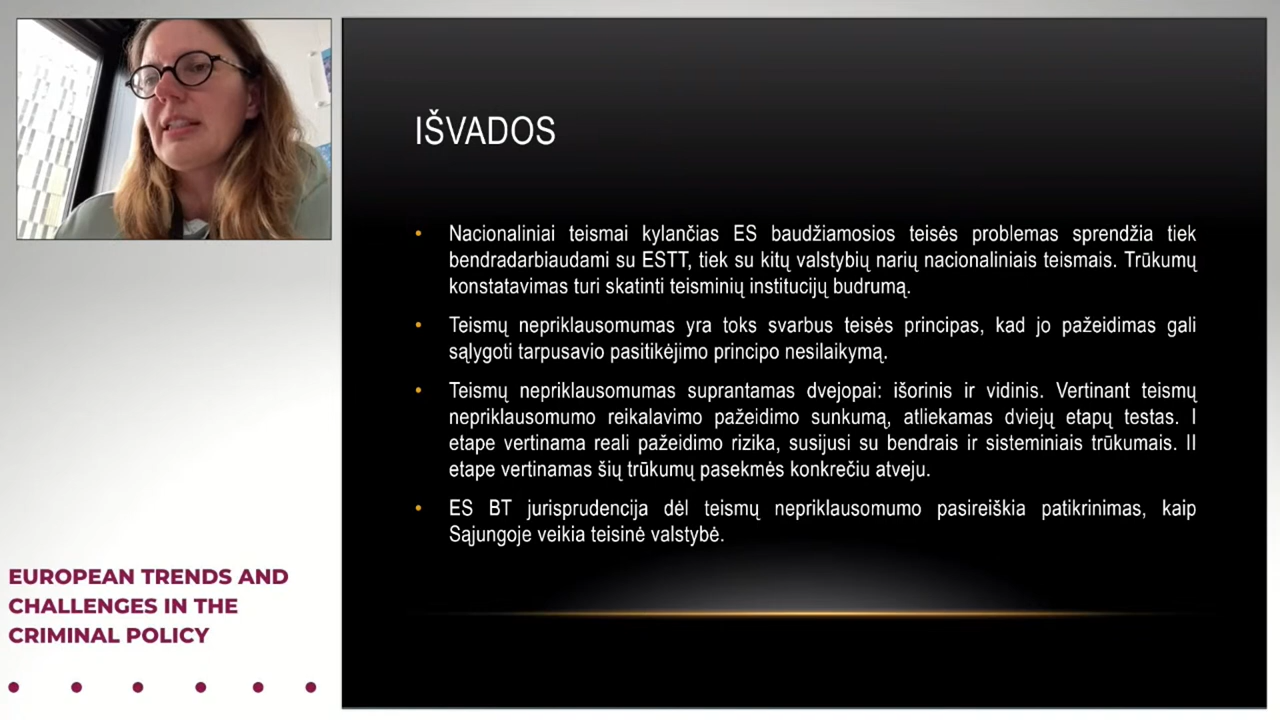 IŠVADOS
• Nacionaliniai teismai kylančias ES baudžiamosios teisės problemas sprendžia tiek
bendradarbiaudami su ESTT, tiek su kitų valstybių narių nacionaliniais teismais. Trūkumų
konstatavimas turi skatinti teisminių institucijų budrumą.
• Teismų nepriklausomumas yra toks svarbus teisės principas, kad jo pažeidimas gali
sąlygoti tarpusavio pasitikėjimo principo nesilaikymą.
• Teismų nepriklausomumas suprantamas dvejopai: išorinis ir vidinis. Vertinant teismų
nepriklausomumo reikalavimo pažeidimo sunkumą, atliekamas dviejų etapų testas. I
etape vertinama reali pažeidimo rizika, susijusi su bendrais ir sisteminiais trūkumais. II
etape vertinamas šių trūkumų pasekmės konkrečiu atveju.
• ES BT jurisprudencija dėl teismų nepriklausomumo pasireiškia patikrinimas, kaip
Sąjungoje veikia teisinė valstybė.
EUROPEAN TRENDS AND
CHALLENGES IN THE
CRIMINAL POLICY